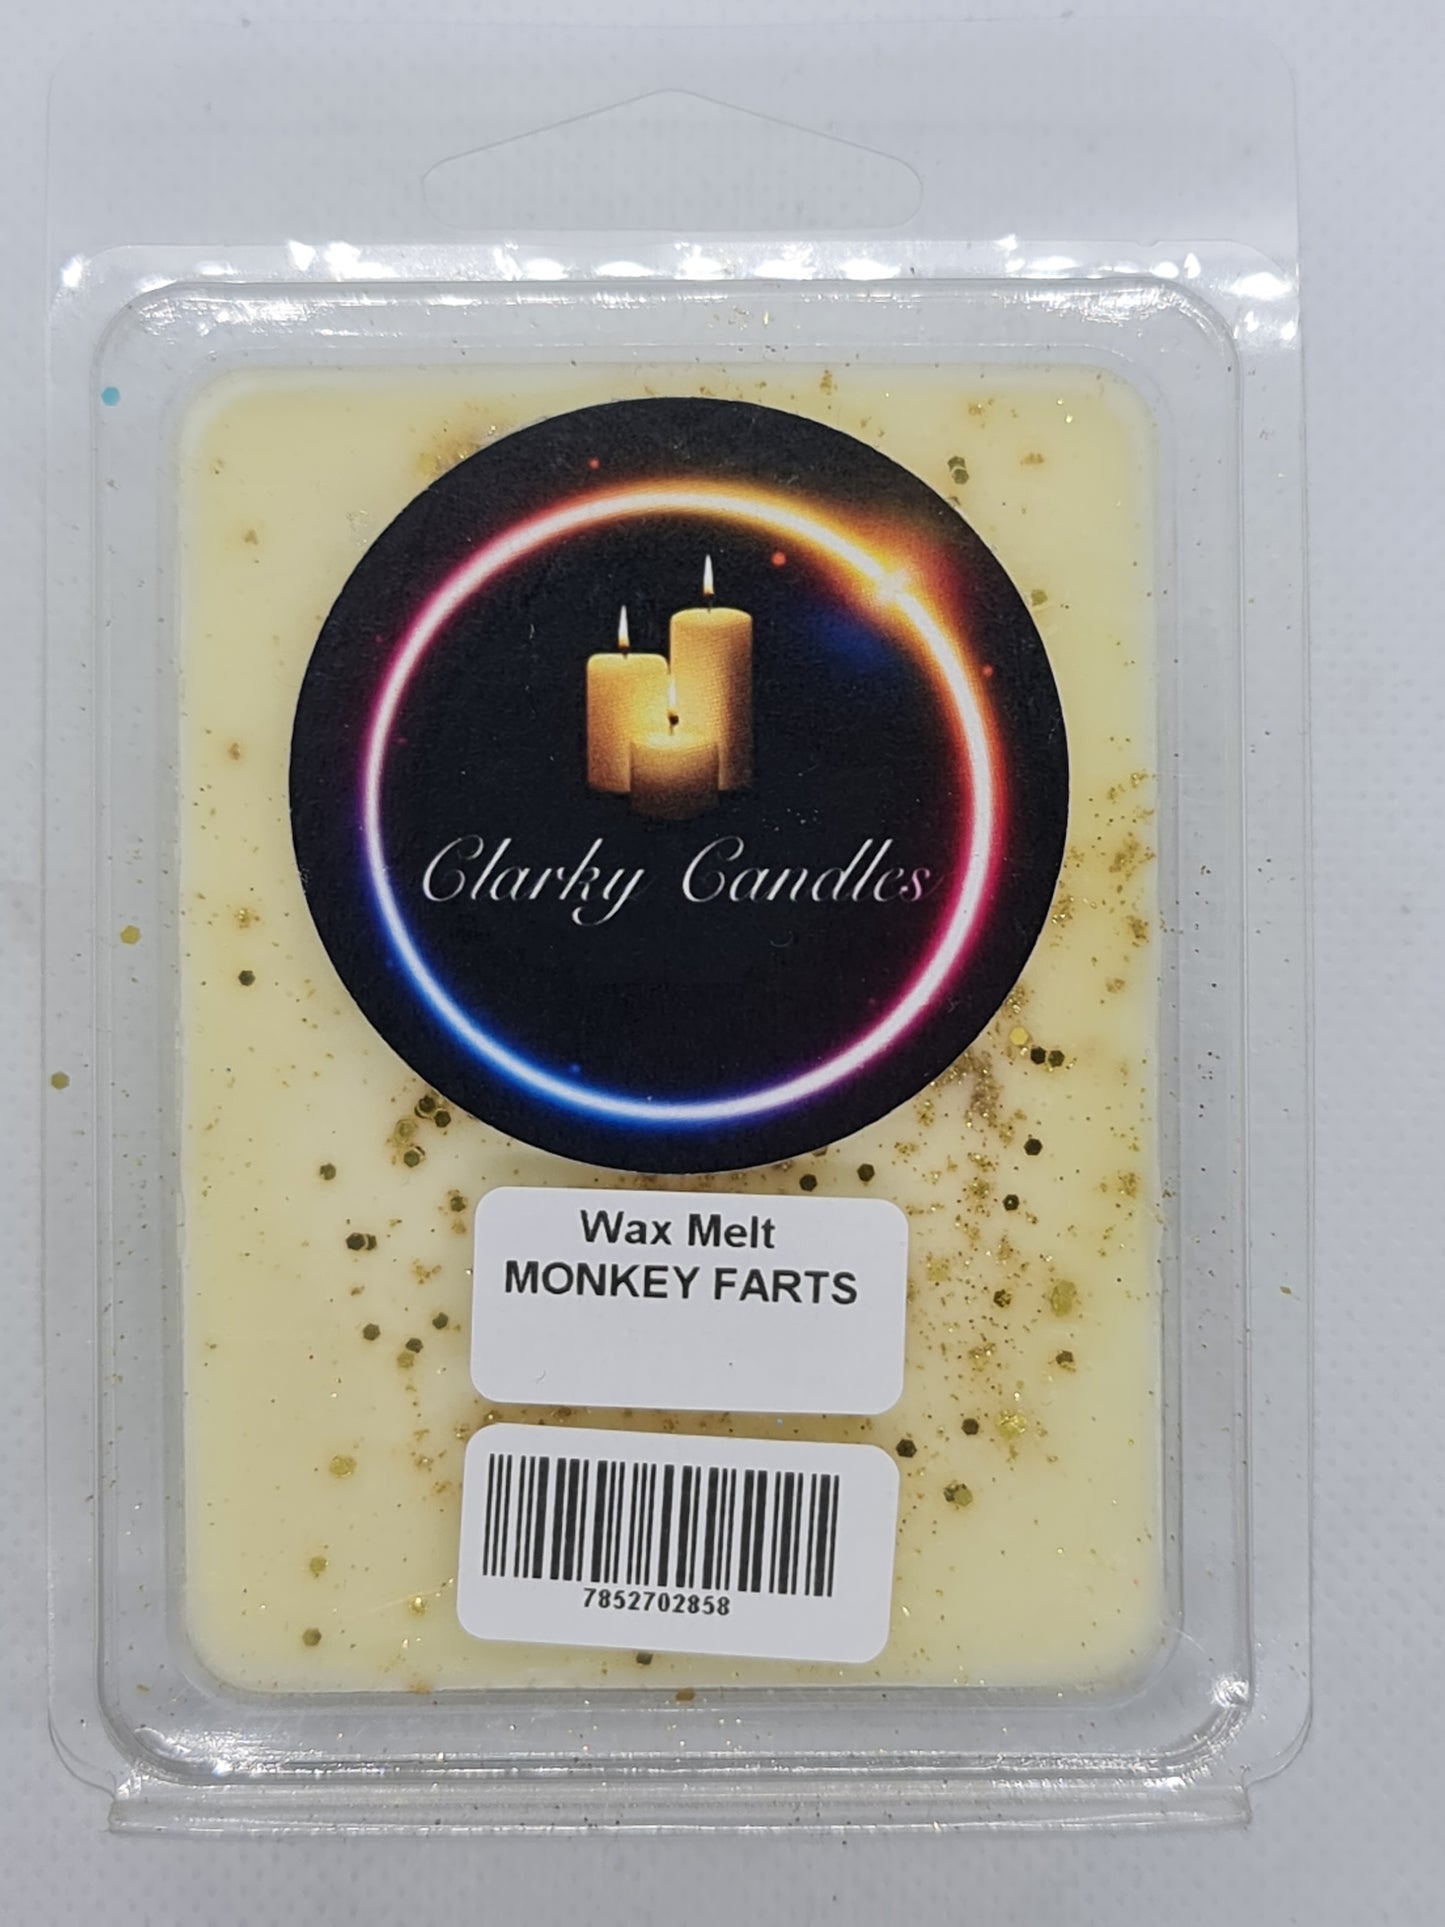 Clarky Candles
Wax Melt
MONKEY FARTS
7852702858